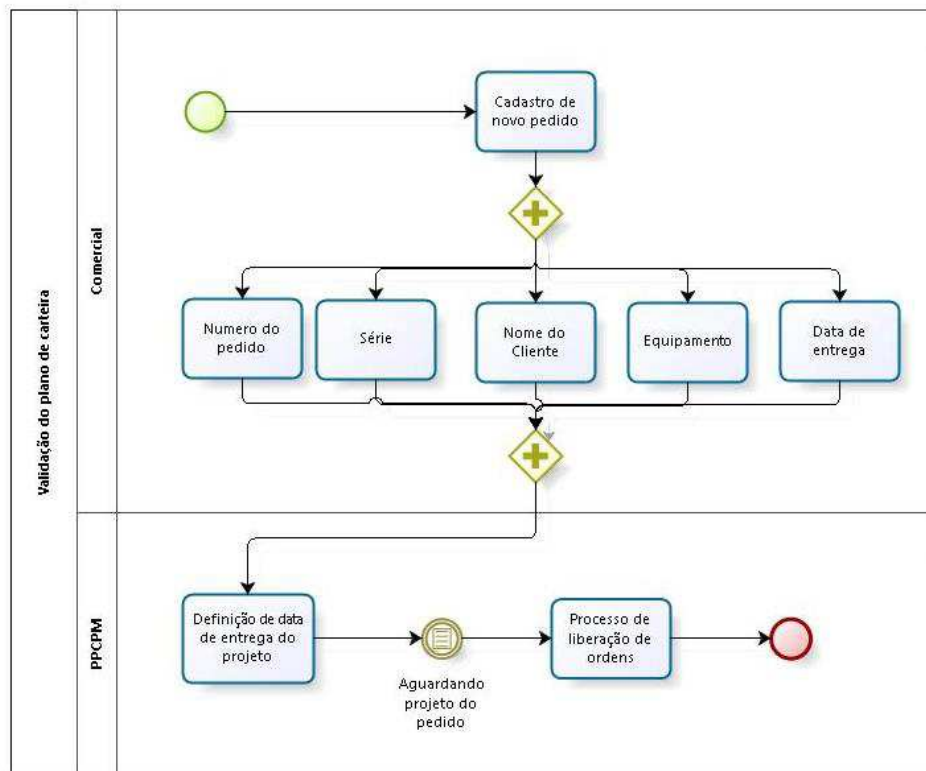 Validação do plano de carteira
Comercial
Cadastro de
novo pedido
Numero do
pedido
Série
Nome do
Cliente
Equipamento
Data de
entrega
PPCPM
Definição de data
de entrega do
projeto
Aguardando
projeto do
pedido
Processo de
liberação de
ordens